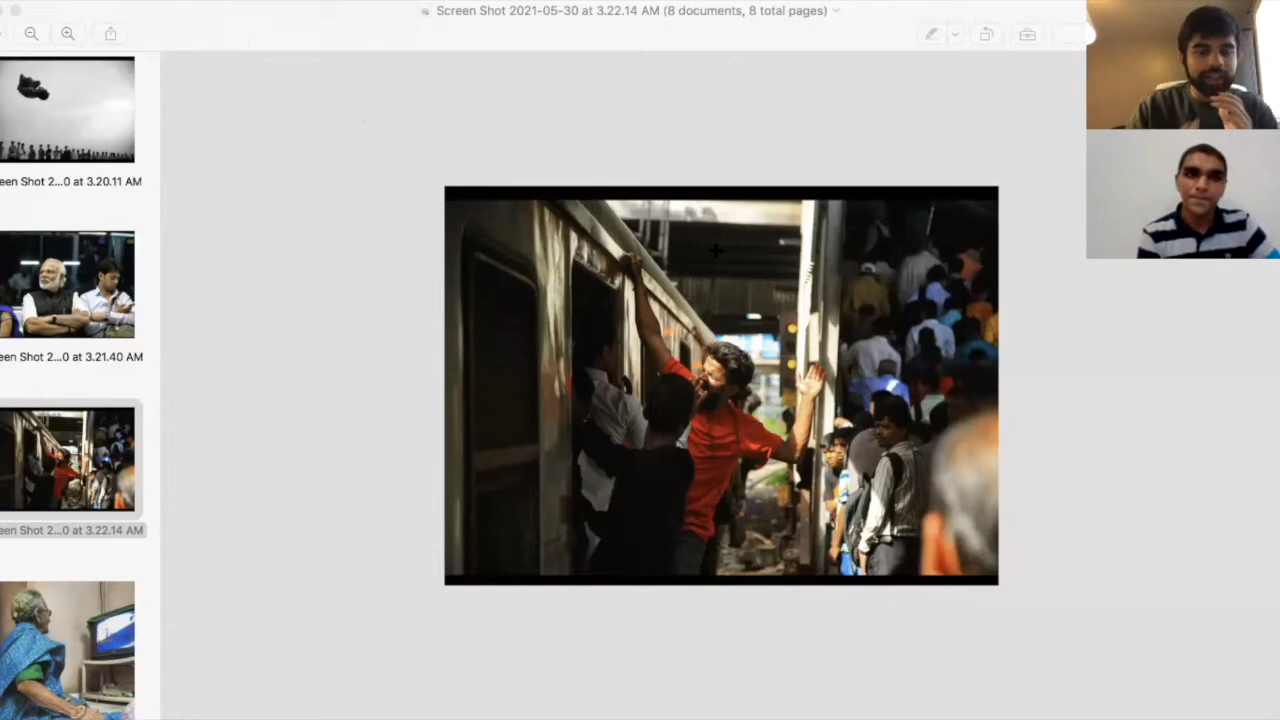 Screen Shot 2021-05-30 at 3.22.14 AM (8 documents, 8 total pages)
een Shot 2...0 at 3.20.11 AM
een Shot 2...0 at 3.21.40 AM
een Shot 2...0 at 3.22.14 AM